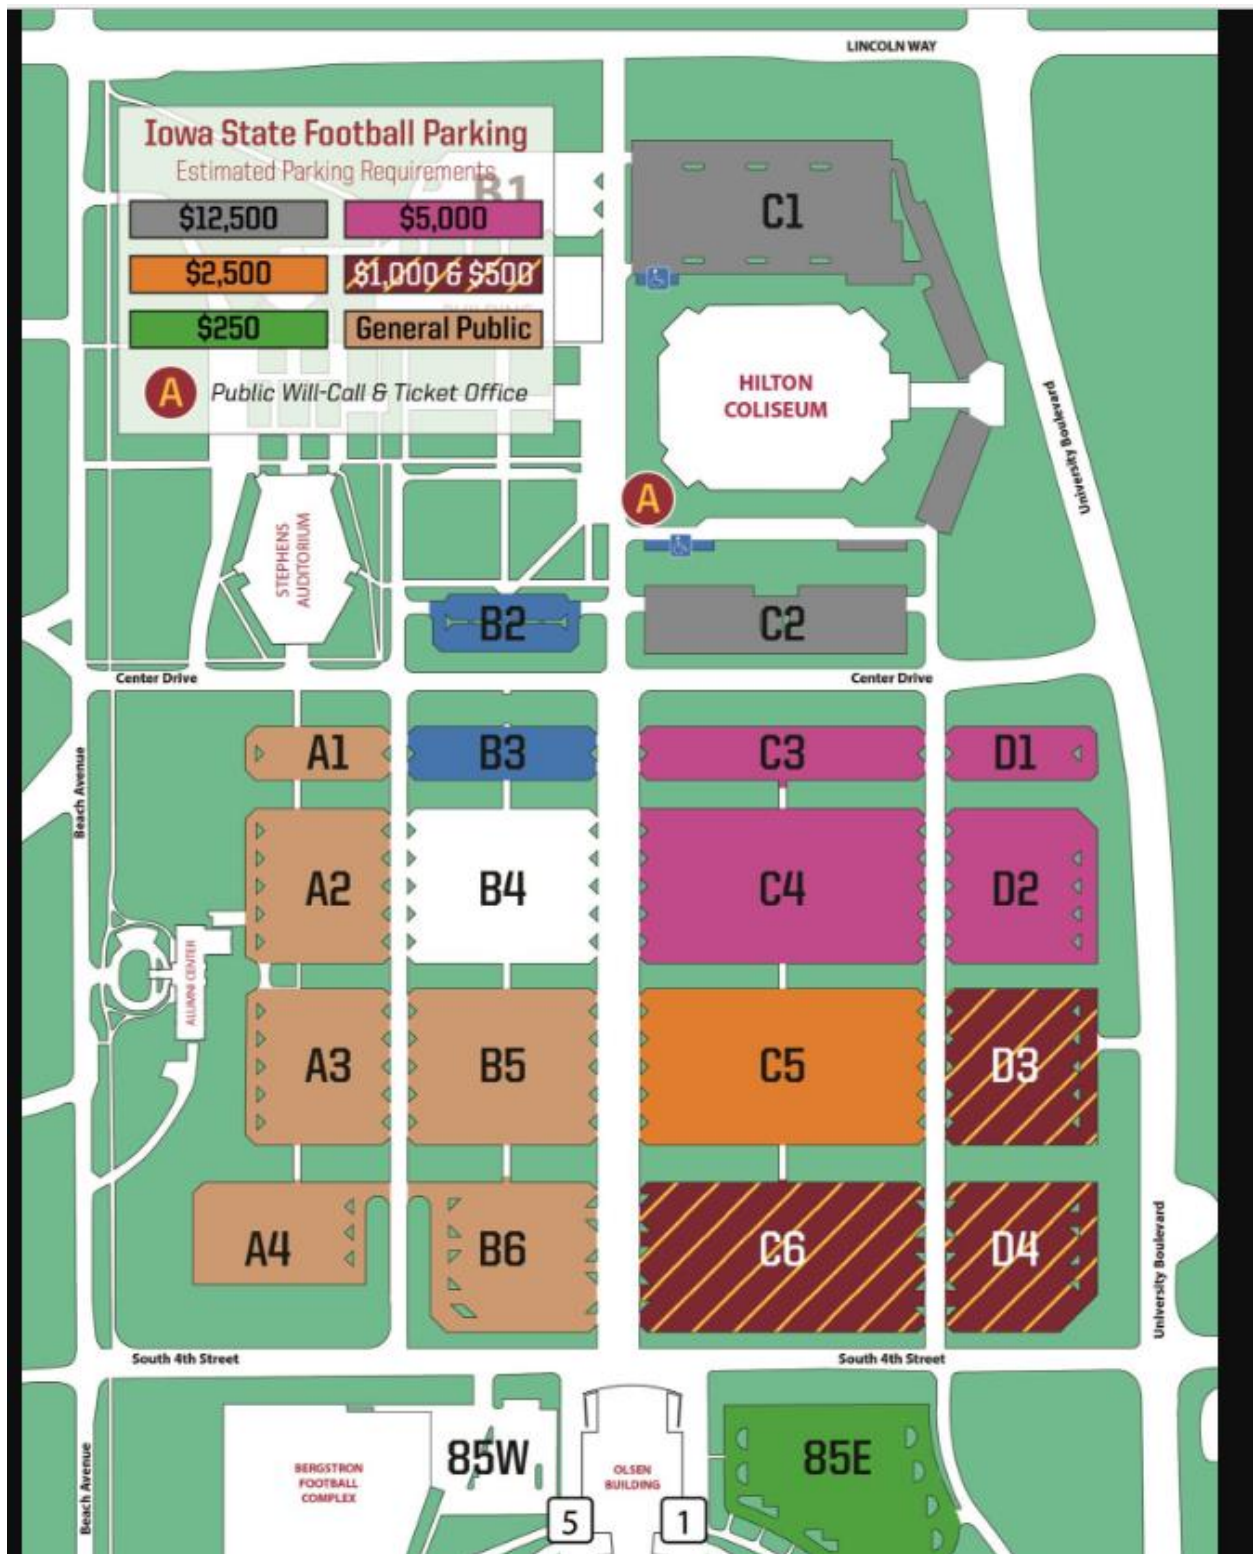 LINCOLN WAY
Iowa State Football Parking
Estimated Parking Requirements
B1
$12,500
$5,000
$2,500
$1,000 & $500
$250
General Public
A
Public Will-Call & Ticket Office
C1
HILTON
COLISEUM
University Boulevard
A
STEPHENS
AUDITORIUM
B2
C2
Center Drive
Center Drive
Beach Avenue
A1
B3
C3
D1
A2
B4
C4
D2
ALUMNI CENTER
A3
B5
C5
D3
A4
B6
C6
D4
University Boulevard
South 4th Street
South 4th Street
Beach Avenue
BERGSTRON
FOOTBALL
COMPLEX
85W
OLSEN
BUILDING
85E
5
1